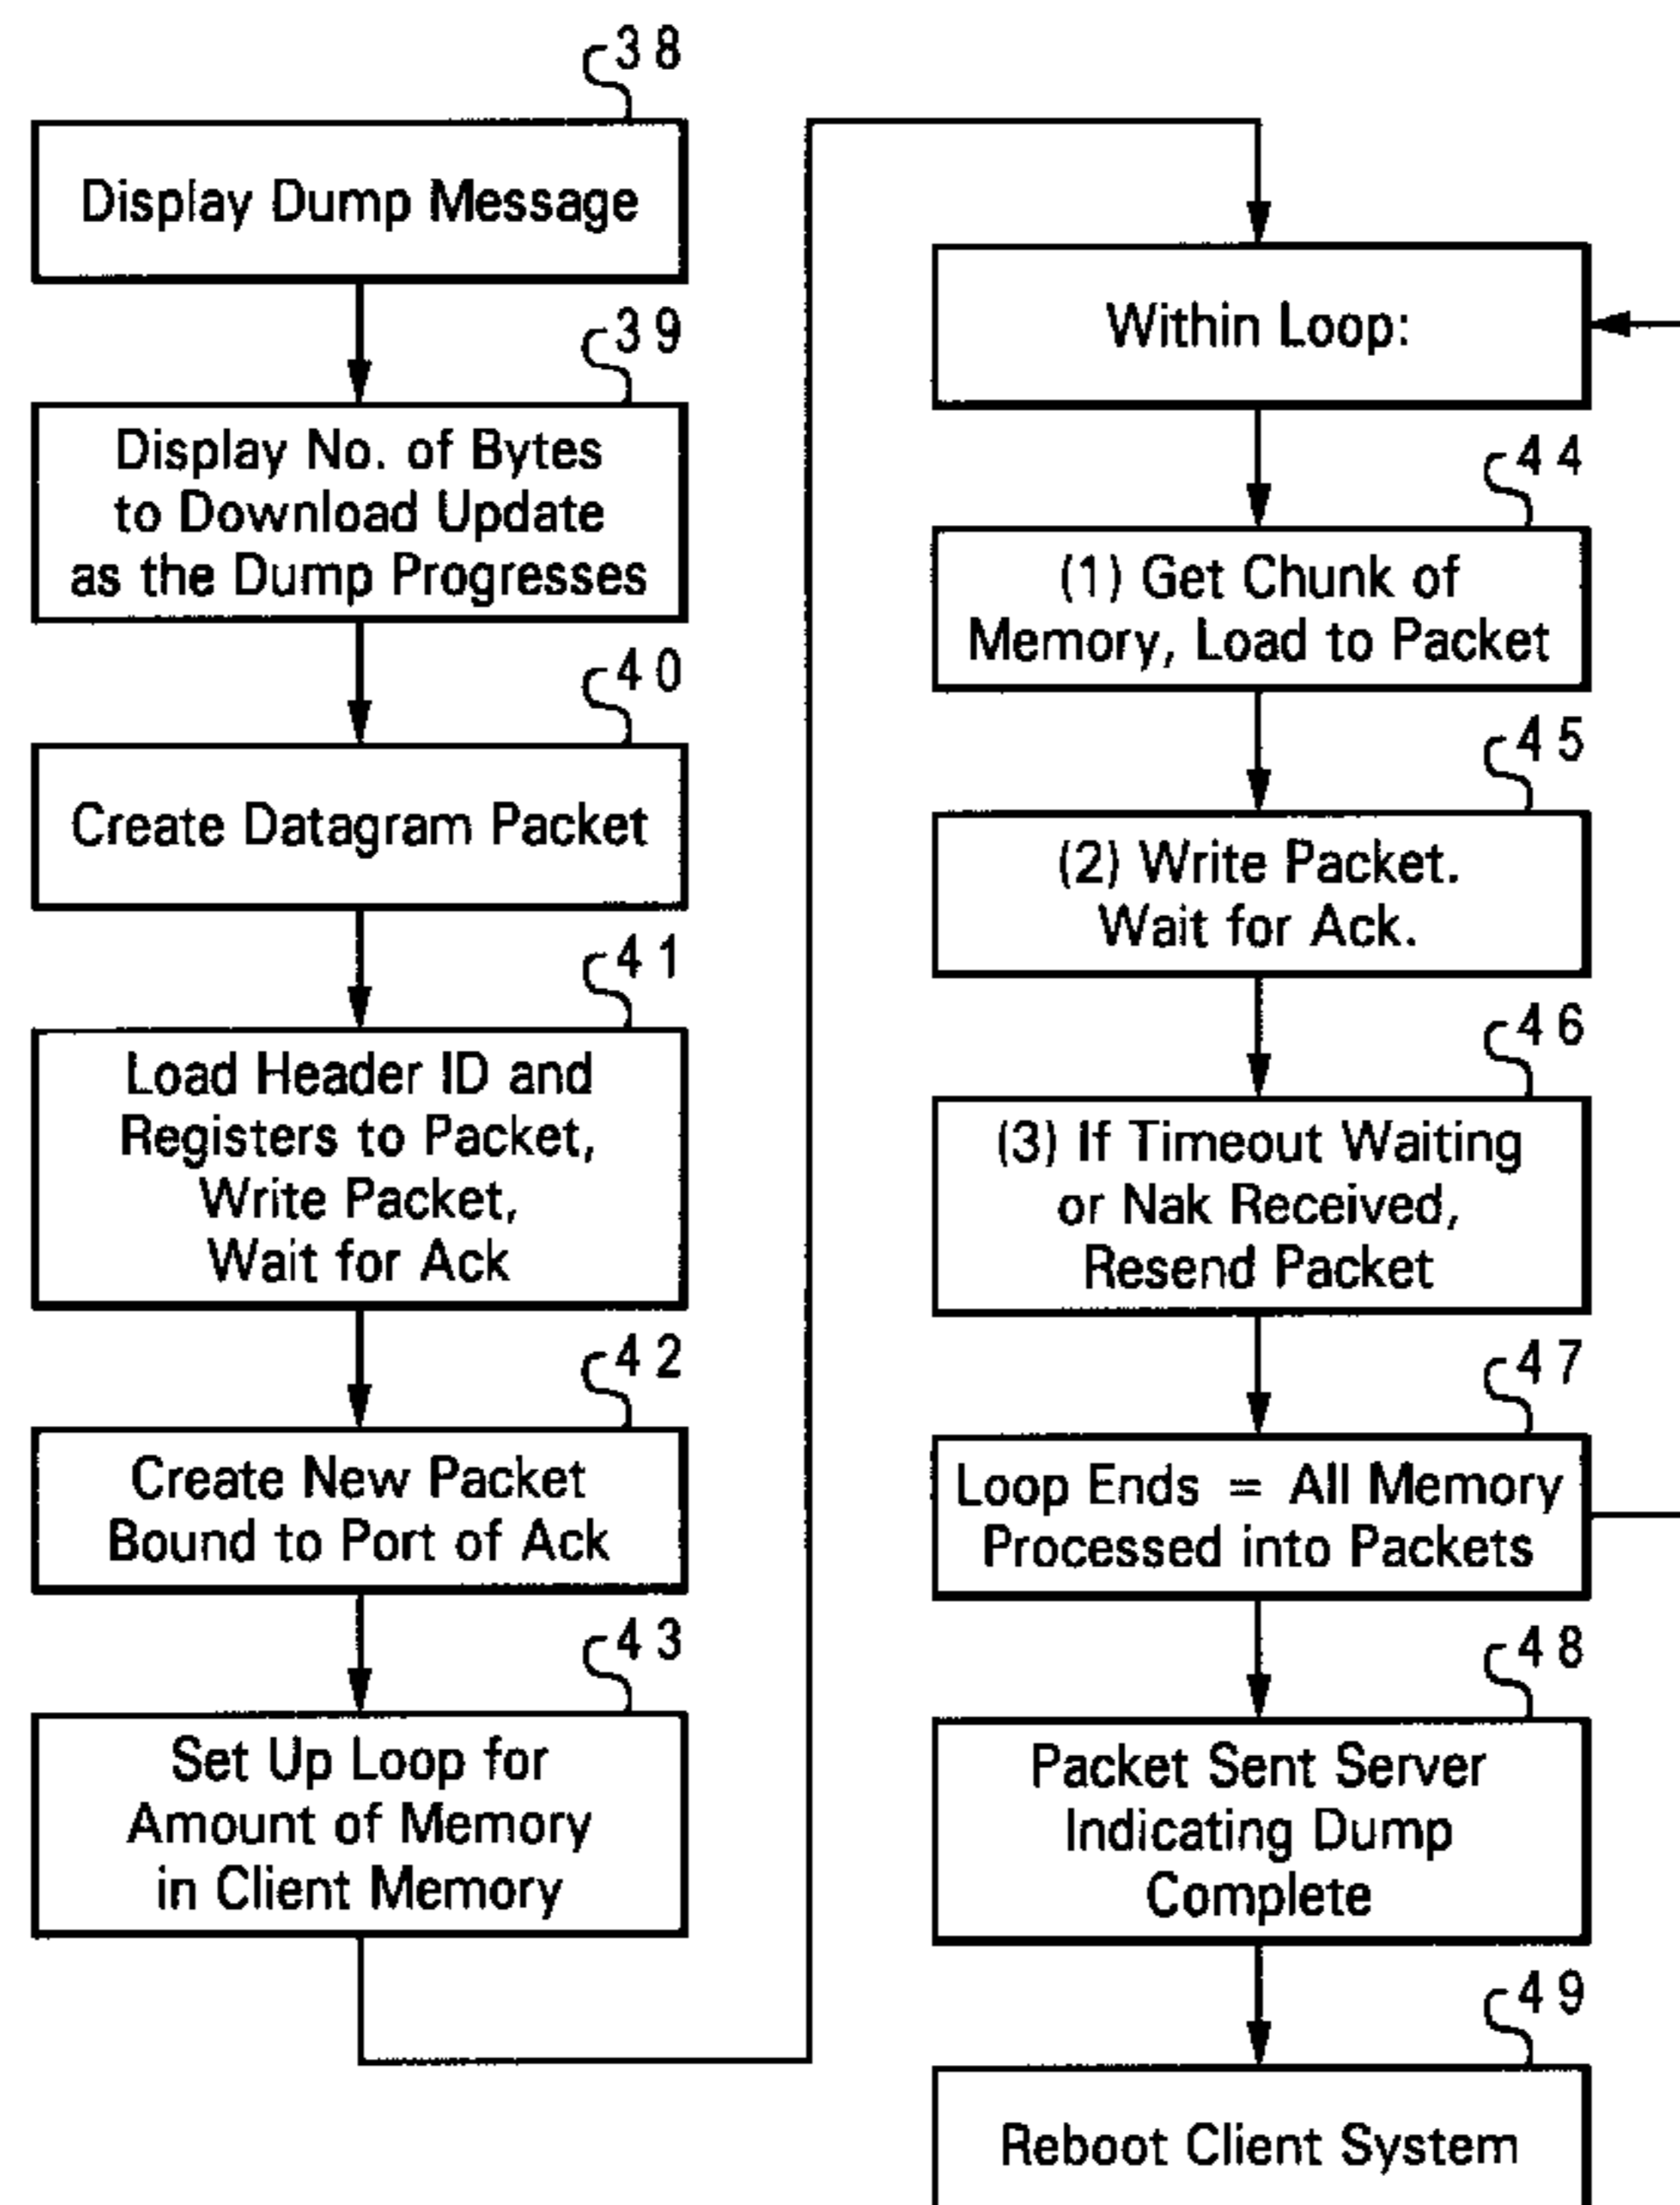 38
Display Dump Message
39
Display No. of Bytes
to Download Update
as the Dump Progresses
40
Create Datagram Packet
41
Load Header ID and
Registers to Packet,
Write Packet,
Wait for Ack
42
Create New Packet
Bound to Port of Ack
43
Set Up Loop for
Amount of Memory
in Client Memory
Within Loop:
44
(1) Get Chunk of
Memory, Load to Packet
45
(2) Write Packet.
Wait for Ack.
46
(3) If Timeout Waiting
or Nak Received,
Resend Packet
47
Loop Ends = All Memory
Processed into Packets
48
Packet Sent Server
Indicating Dump
Complete
49
Reboot Client System